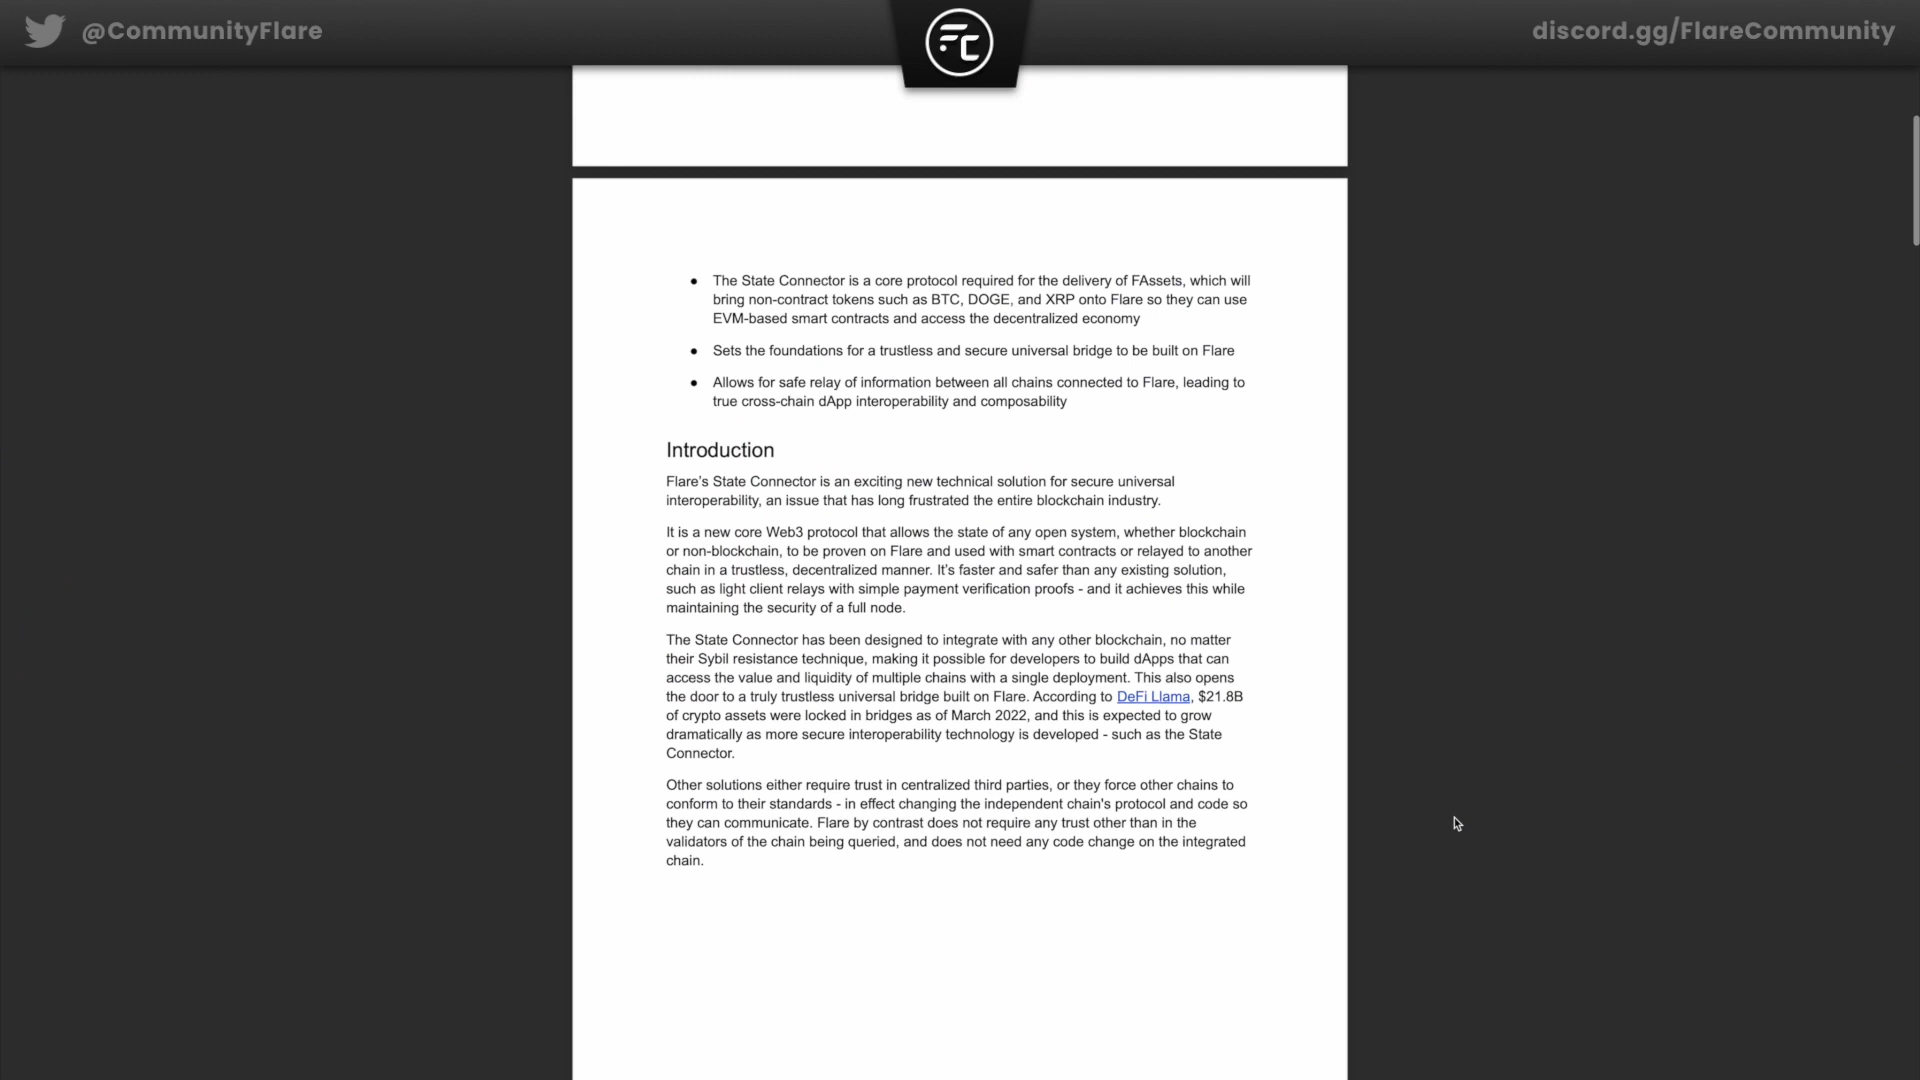 @CommunityFlare
FC
discord.gg/FlareCommunity
● The State Connector is a core protocol required for the delivery of FAssets, which will
bring non-contract tokens such as BTC, DOGE, and XRP onto Flare so they can use
EVM-based smart contracts and access the decentralized economy
● Sets the foundations for a trustless and secure universal bridge to be built on Flare
● Allows for safe relay of information between all chains connected to Flare, leading to
true cross-chain dApp interoperability and composability
Introduction
Flare’s State Connector is an exciting new technical solution for secure universal
interoperability, an issue that has long frustrated the entire blockchain industry.
It is a new core Web3 protocol that allows the state of any open system, whether blockchain
or non-blockchain, to be proven on Flare and used with smart contracts or relayed to another
chain in a trustless, decentralized manner. It’s faster and safer than any existing solution,
such as light client relays with simple payment verification proofs - and it achieves this while
maintaining the security of a full node.
The State Connector has been designed to integrate with any other blockchain, no matter
their Sybil resistance technique, making it possible for developers to build dApps that can
access the value and liquidity of multiple chains with a single deployment. This also opens
the door to a truly trustless universal bridge built on Flare. According to DeFi Llama, $21.8B
of crypto assets were locked in bridges as of March 2022, and this is expected to grow
dramatically as more secure interoperability technology is developed - such as the State
Connector.
Other solutions either require trust in centralized third parties, or they force other chains to
conform to their standards - in effect changing the independent chain's protocol and code so
they can communicate. Flare by contrast does not require any trust other than in the
validators of the chain being queried, and does not need any code change on the integrated
chain.